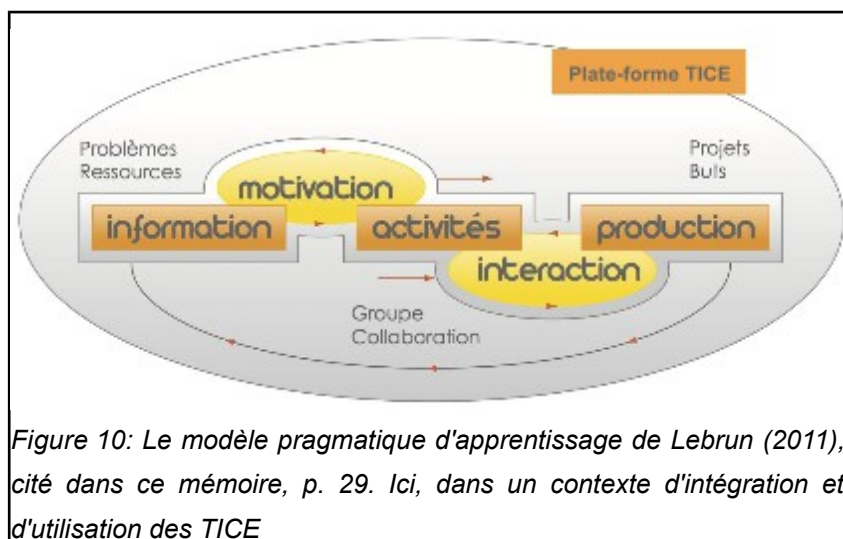 Plate-forme TICE
Problèmes
Ressources
Projets
Buts
motivation
information
activités
production
interaction
Groupe
Collaboration
Figure 10: Le modèle pragmatique d'apprentissage de Lebrun (2011),
cité dans ce mémoire, p. 29. Ici, dans un contexte d'intégration et
d'utilisation des TICE